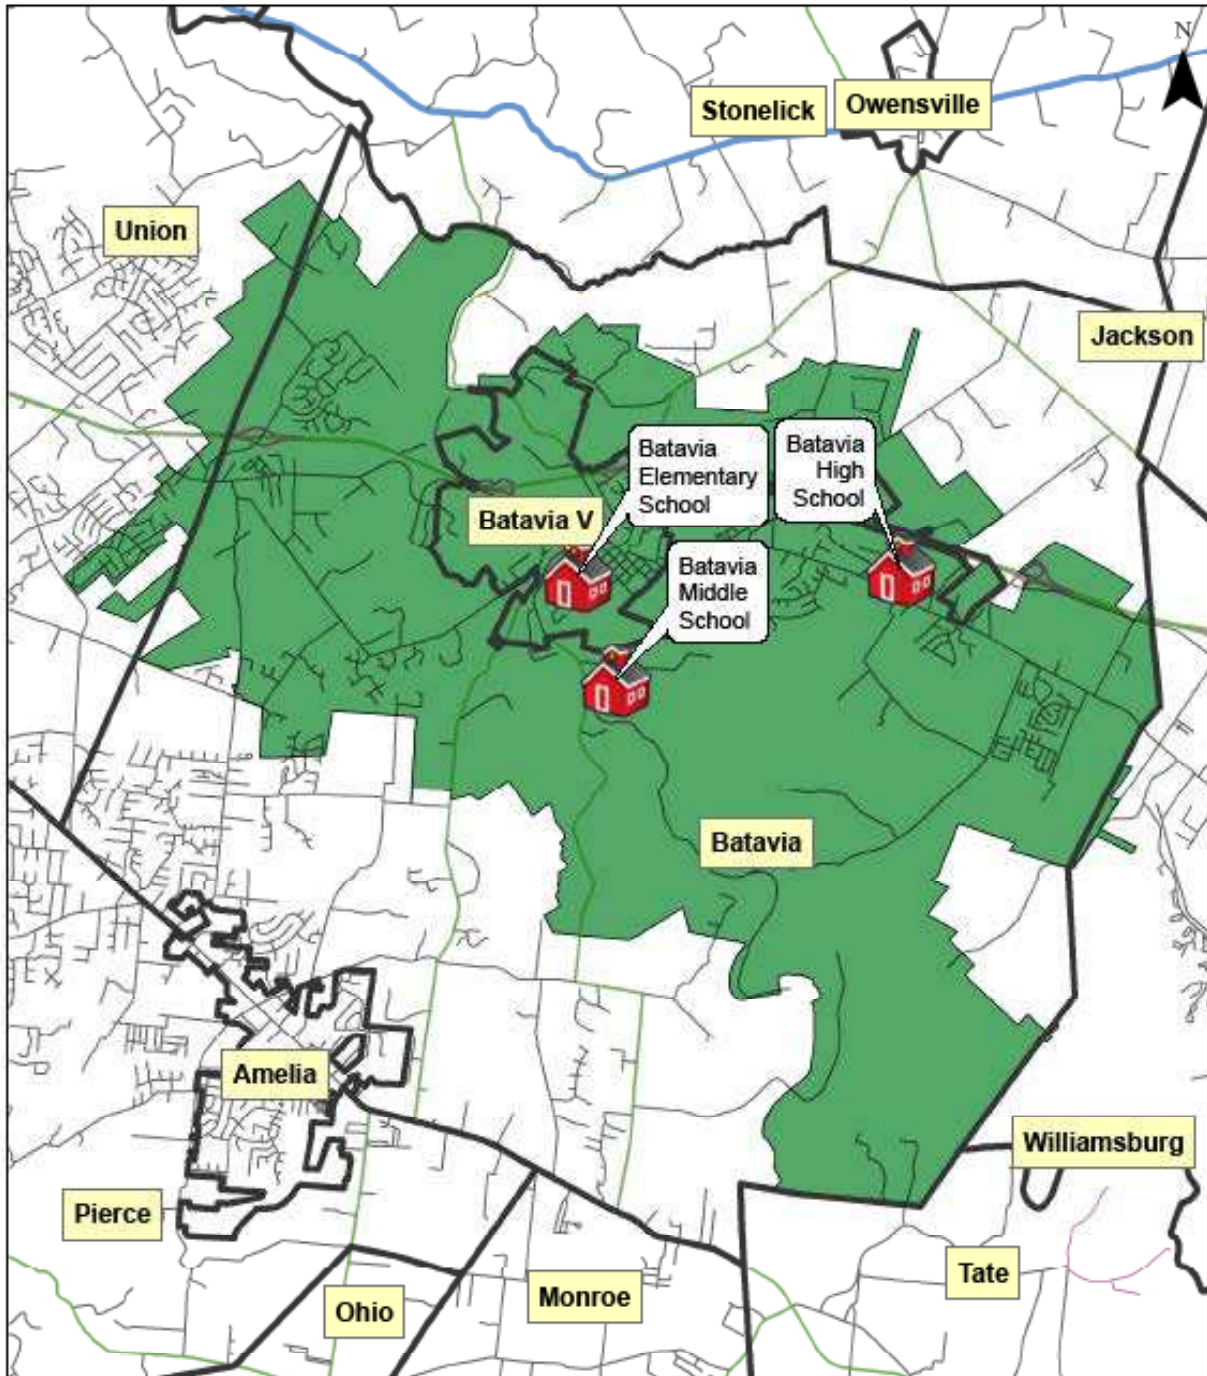 N
Stonelick
Owensville
Union
Jackson
Batavia
Elementary
School
Batavia
High
School
Batavia V
Batavia
Middle
School
Batavia
Amelia
Williamsburg
Pierce
Tate
Monroe
Ohio